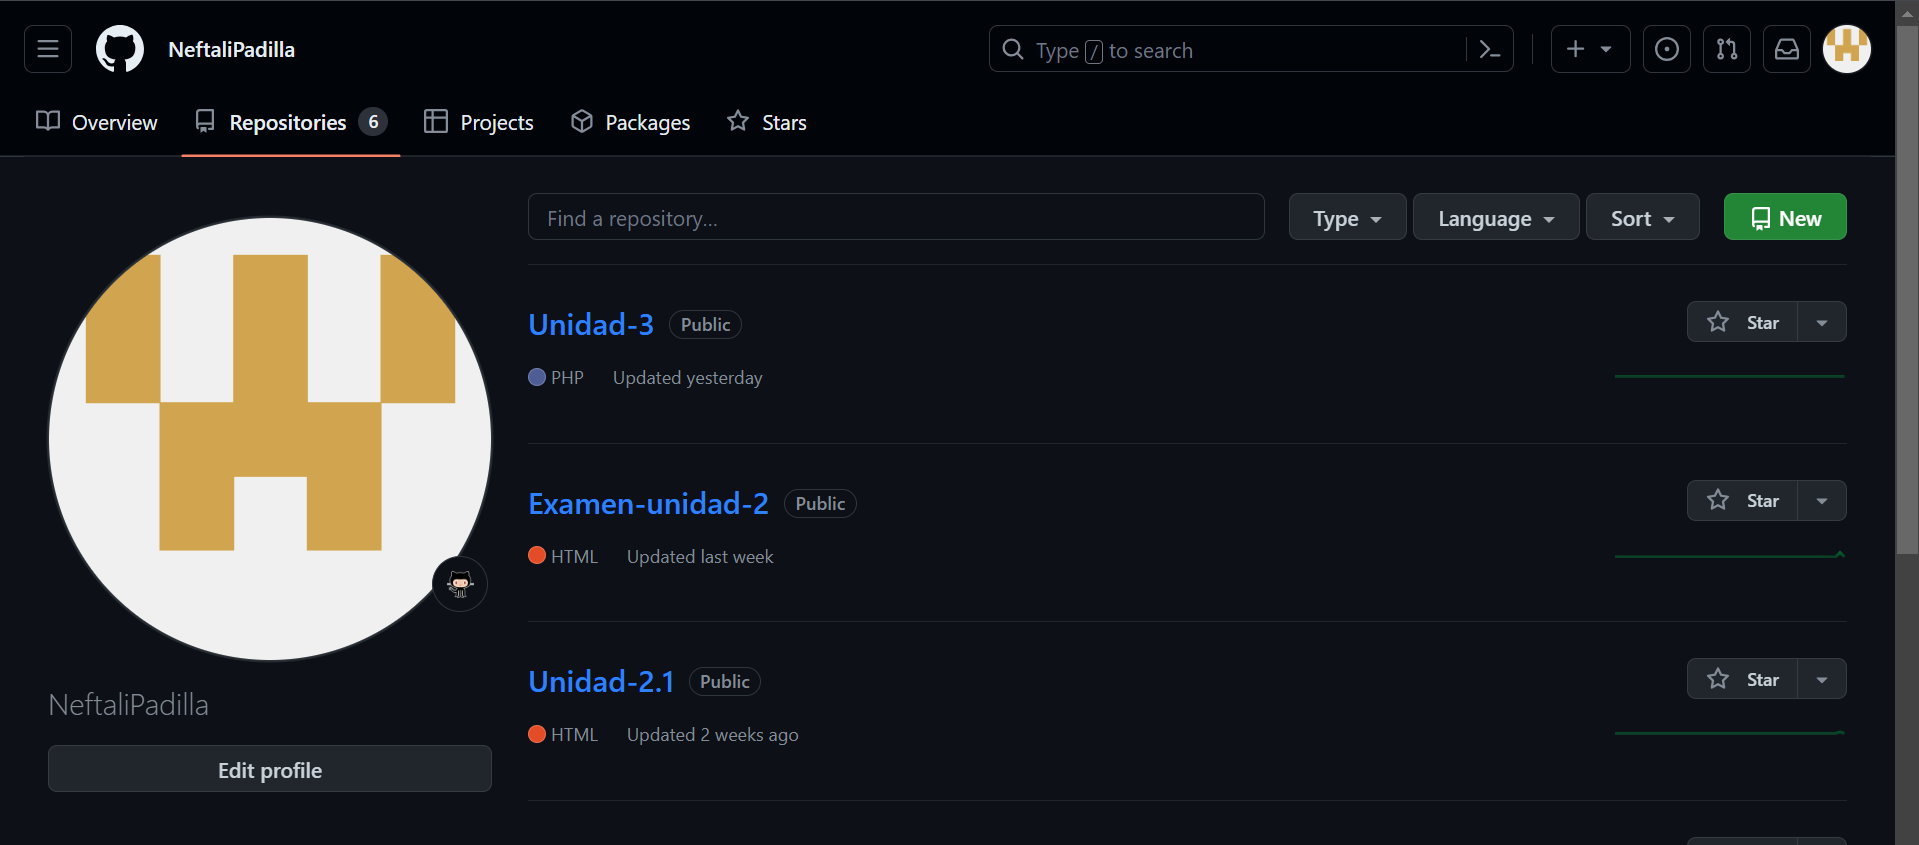 NeftaliPadilla
Type / to search
Overview
Repositories 6
Projects
Packages
Stars
Find a repository...
Type
Language
Sort
New
Unidad-3 Public
Star
PHP Updated yesterday
Examen-unidad-2 Public
Star
HTML Updated last week
Unidad-2.1 Public
Star
HTML Updated 2 weeks ago
NeftaliPadilla
Edit profile